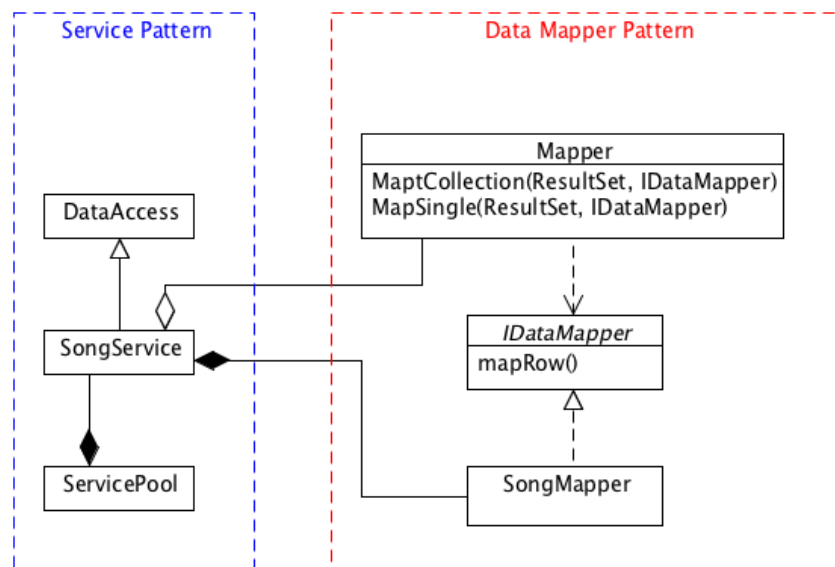 Service Pattern
Data Mapper Pattern
Mapper
MaptCollection(ResultSet, IDataMapper)
MapSingle(ResultSet, IDataMapper)
DataAccess
IDataMapper
mapRow()
SongService
ServicePool
SongMapper